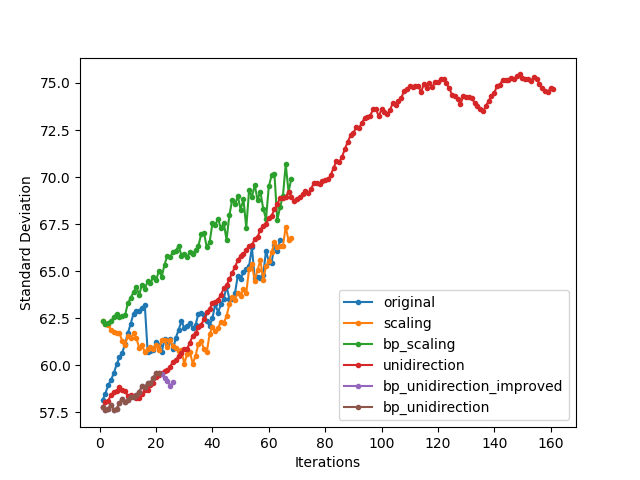 75.0
72.5
70.0
67.5
65.0
62.5
60.0
57.5
Standard Deviation
0 20 40 60 80 100 120 140 160
Iterations
original
scaling
bp_scaling
unidirection
bp_unidirection_improved
bp_unidirection